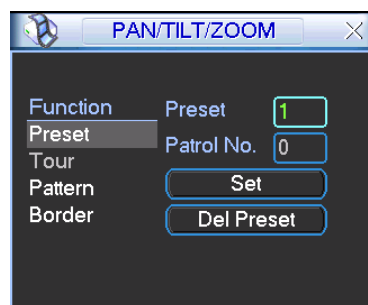 PAN/TILT/ZOOM
Function
Preset
Tour
Pattern
Border
Preset 1
Patrol No. 0
Set
Del Preset